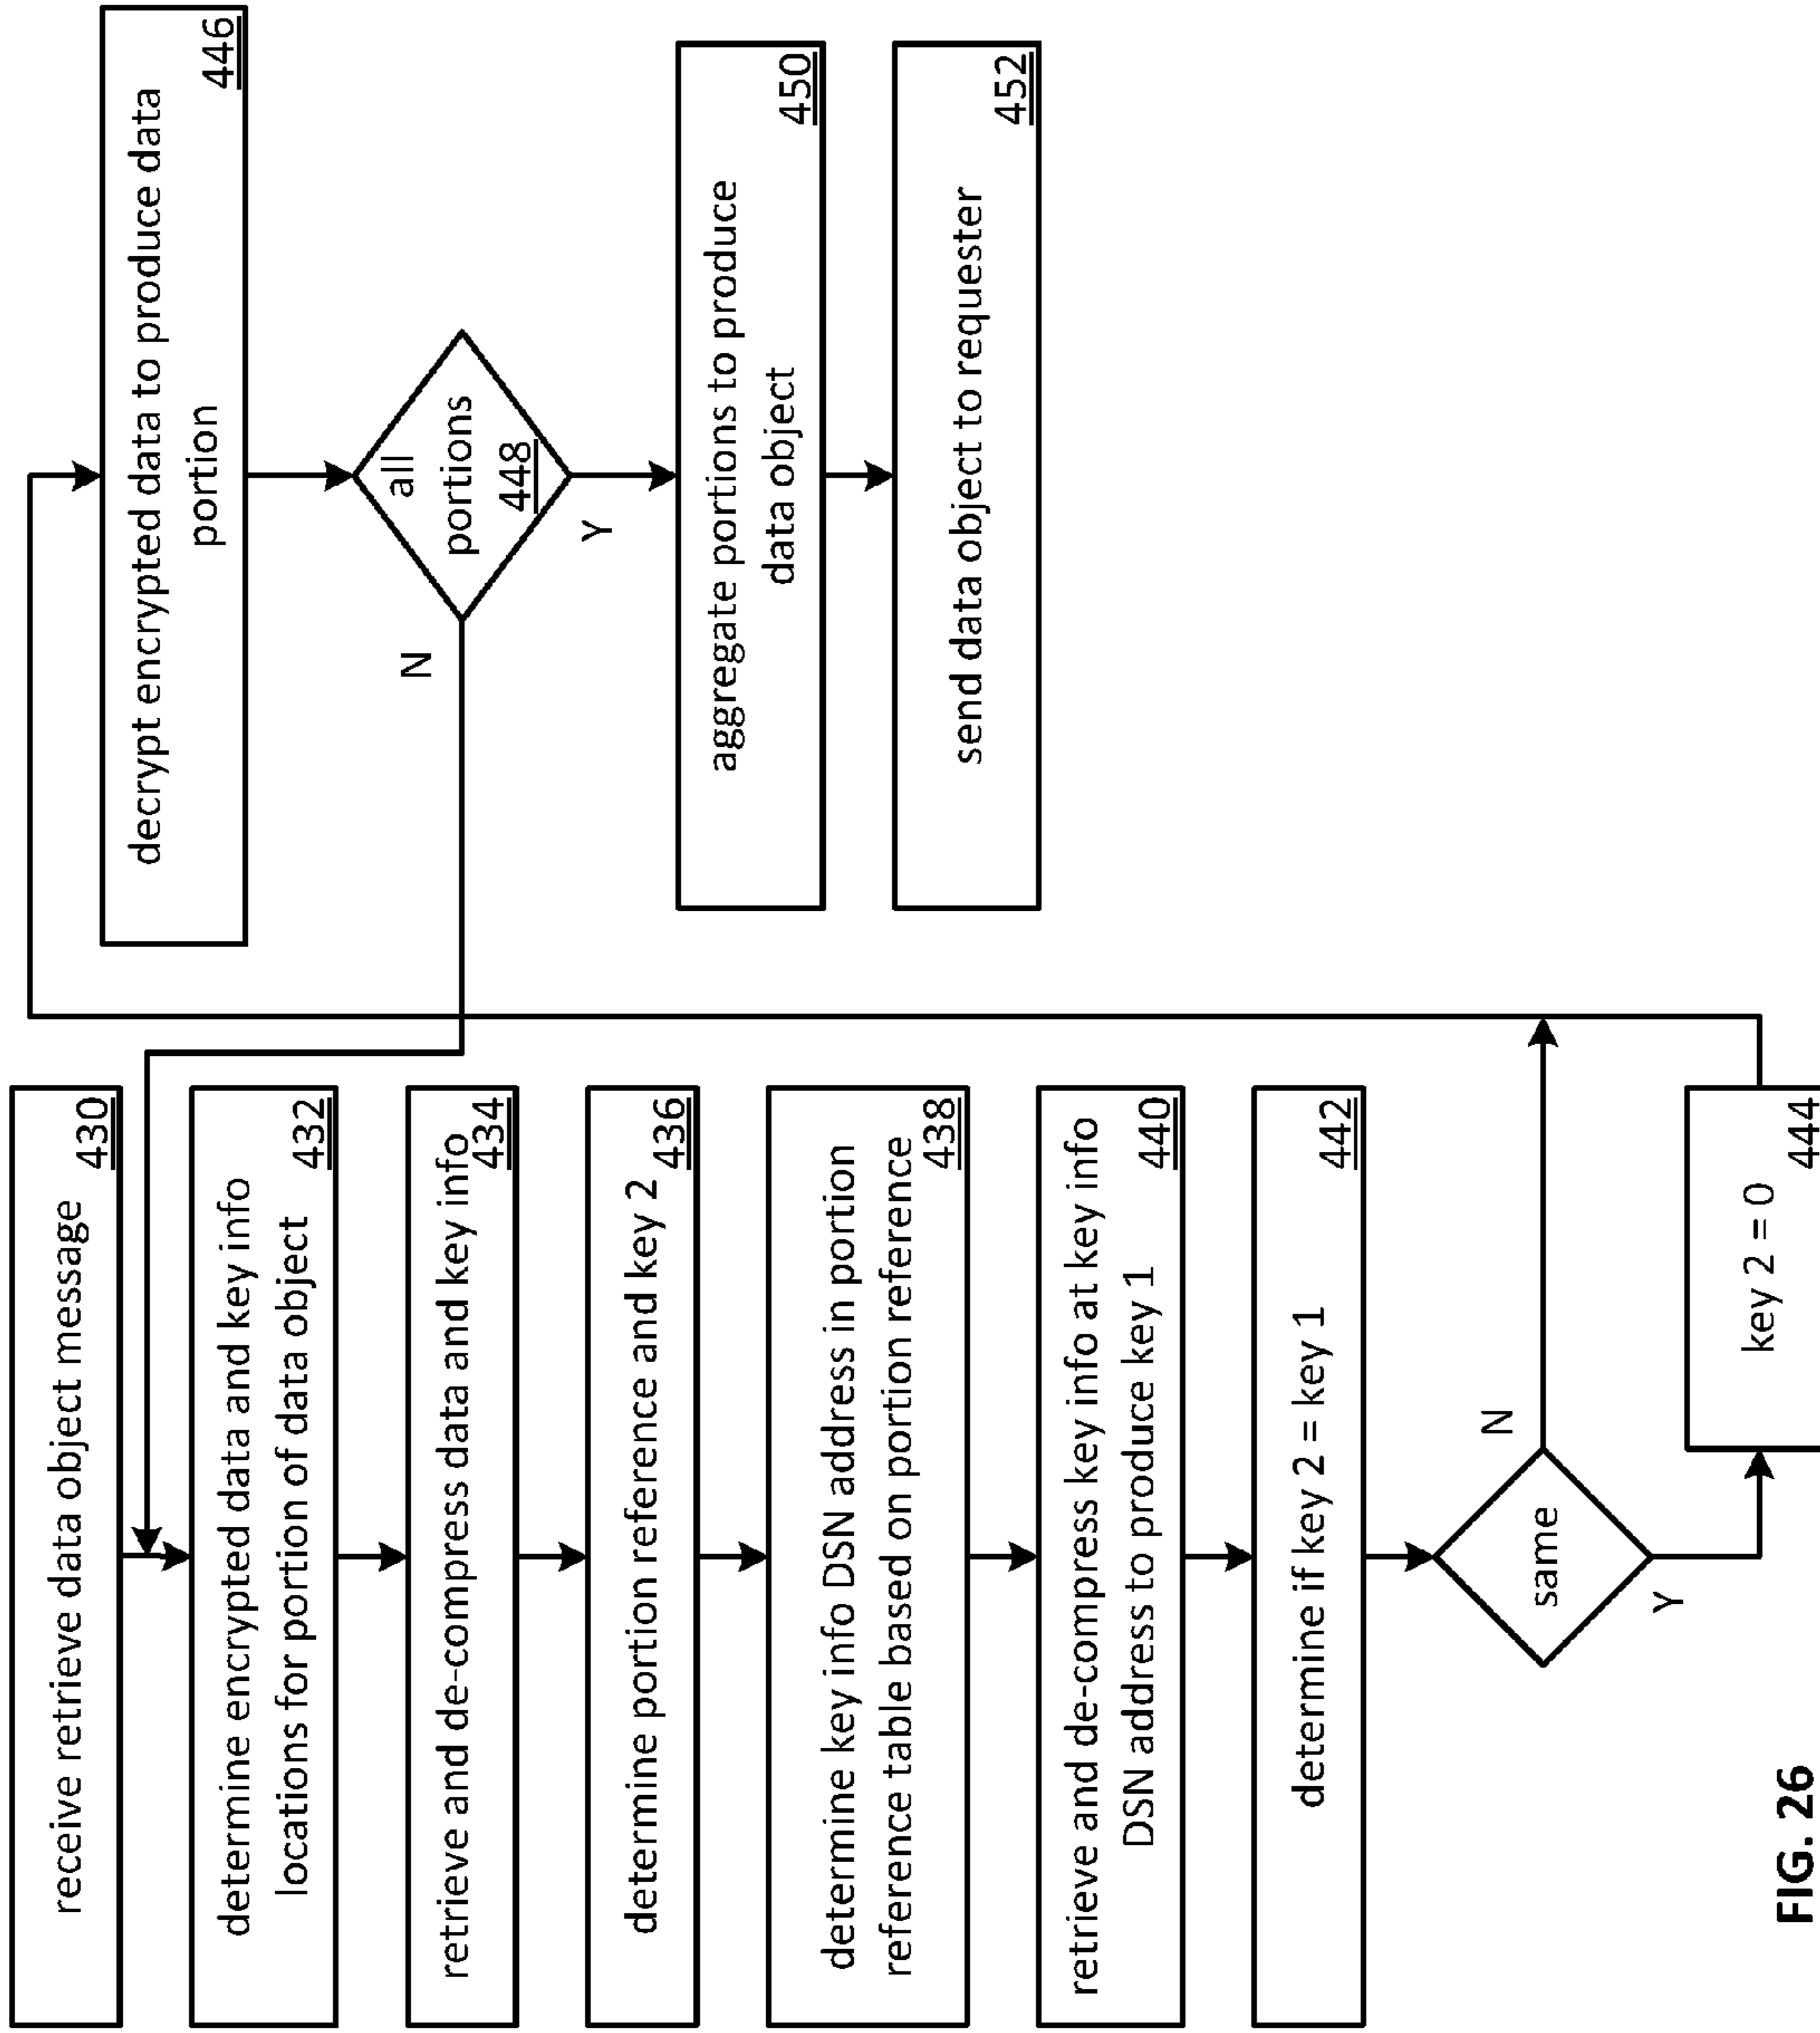 receive retrieve data object message
430
determine encrypted data and key info
locations for portion of data object
432
retrieve and de-compress data and key info
434
determine portion reference and key 2
436
determine key info DSN address in portion
reference table based on portion reference
438
retrieve and de-compress key info at key info
DSN address to produce key 1
440
determine if key 2 = key 1
442
same
N
Y
key 2 = 0
444
decrypt encrypted data to produce data
portion
446
all
portions
448
N
Y
aggregate portions to produce
data object
450
send data object to requester
452
FIG. 26